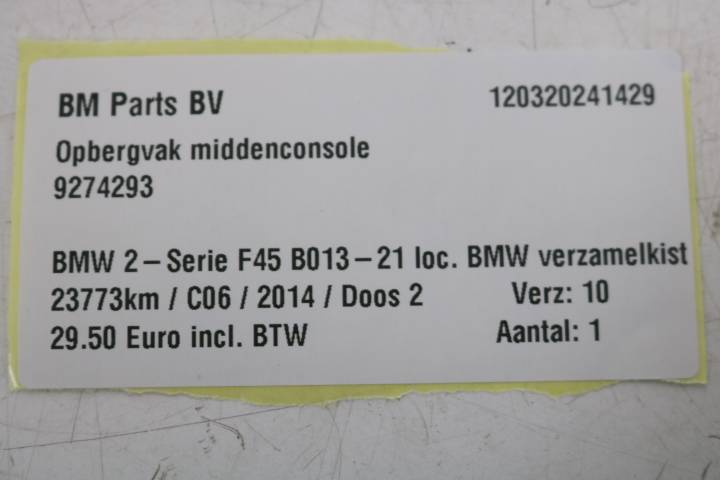 BM Parts BV 120320241429
Opbergvak middenconsole
9274293
BMW 2-Serie F45 B013-21 loc. BMW verzamelkist
23773km / C06 / 2014 / Doos 2 Verz: 10
29.50 Euro incl. BTW Aantal: 1